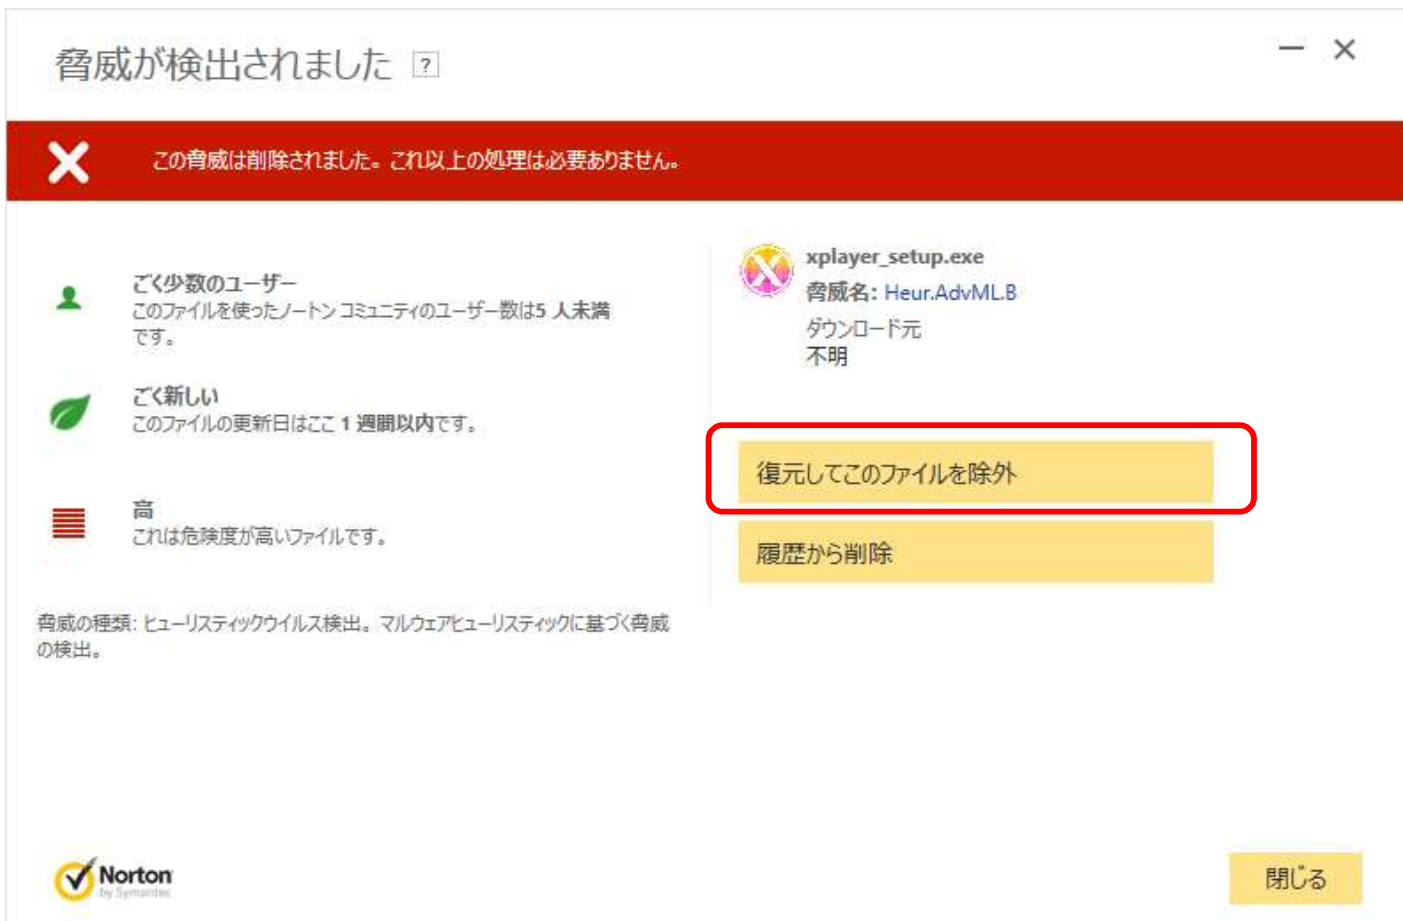 脅威が検出されました ?
この脅威は削除されました。これ以上の処理は必要ありません。
ごく少数のユーザー
このファイルを使ったノートン コミュニティのユーザー数は5 人未満
です。
ごく新しい
このファイルの更新日はここ 1 週間以内です。
高
これは危険度が高いファイルです。
脅威の種類: ヒューリスティックウイルス検出。マルウェアヒューリスティックに基づく脅威
の検出。
xplayer_setup.exe
脅威名: Heur.AdvML.B
ダウンロード元
不明
復元してこのファイルを除外
履歴から削除
Norton
by Symantec
閉じる